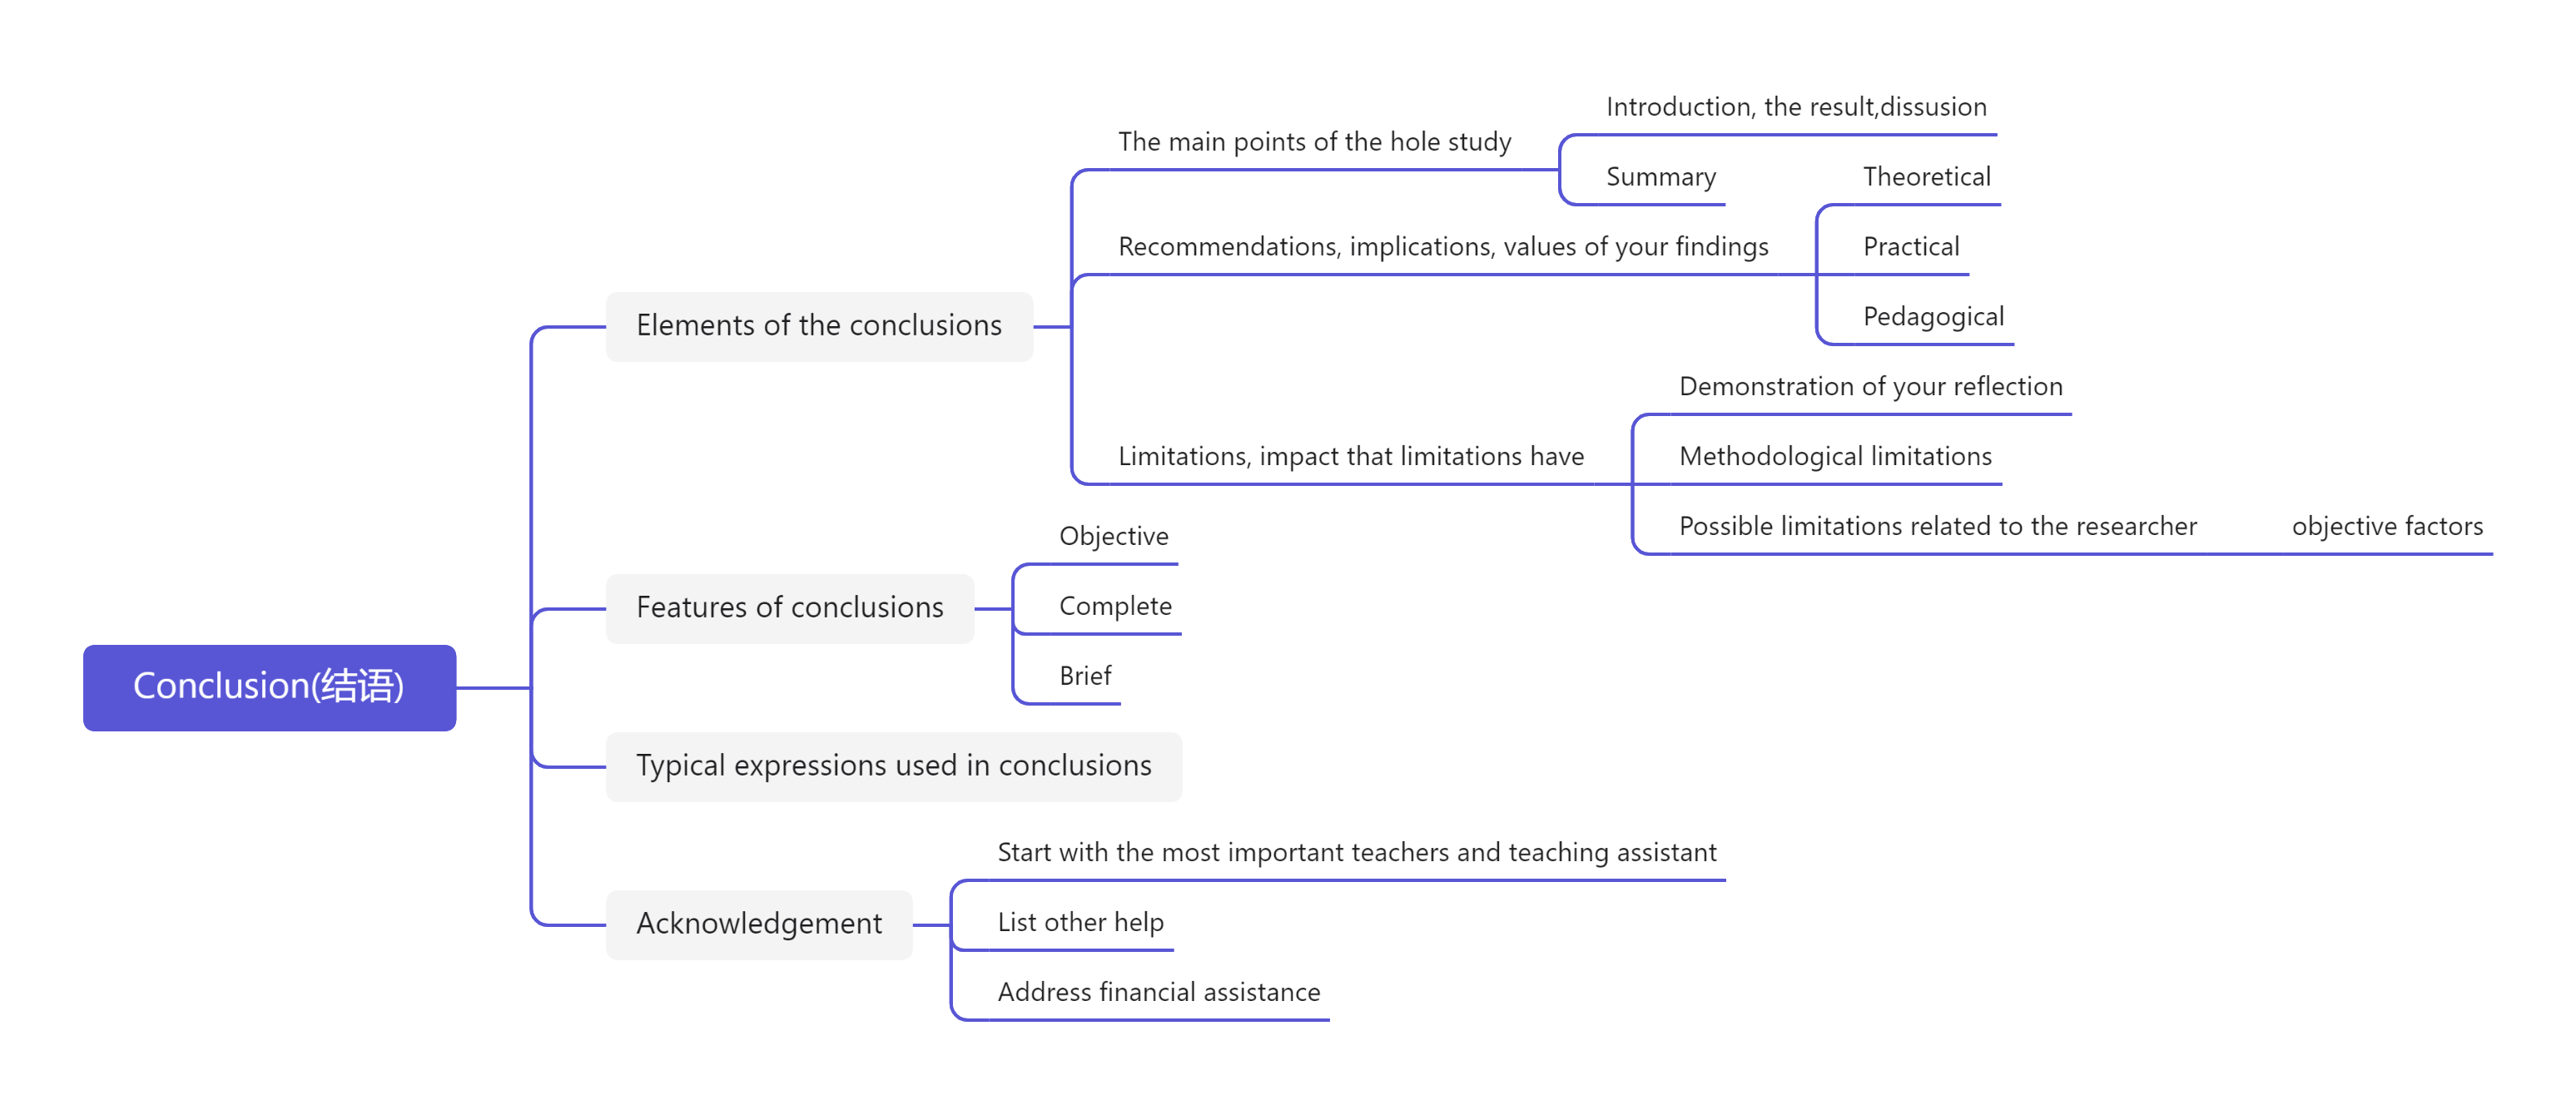 Conclusion(结语)
Elements of the conclusions
The main points of the hole study
Introduction, the result,dissusion
Summary
Recommendations, implications, values of your findings
Theoretical
Practical
Pedagogical
Limitations, impact that limitations have
Demonstration of your reflection
Methodological limitations
Possible limitations related to the researcher
objective factors
Features of conclusions
Objective
Complete
Brief
Typical expressions used in conclusions
Acknowledgement
Start with the most important teachers and teaching assistant
List other help
Address financial assistance